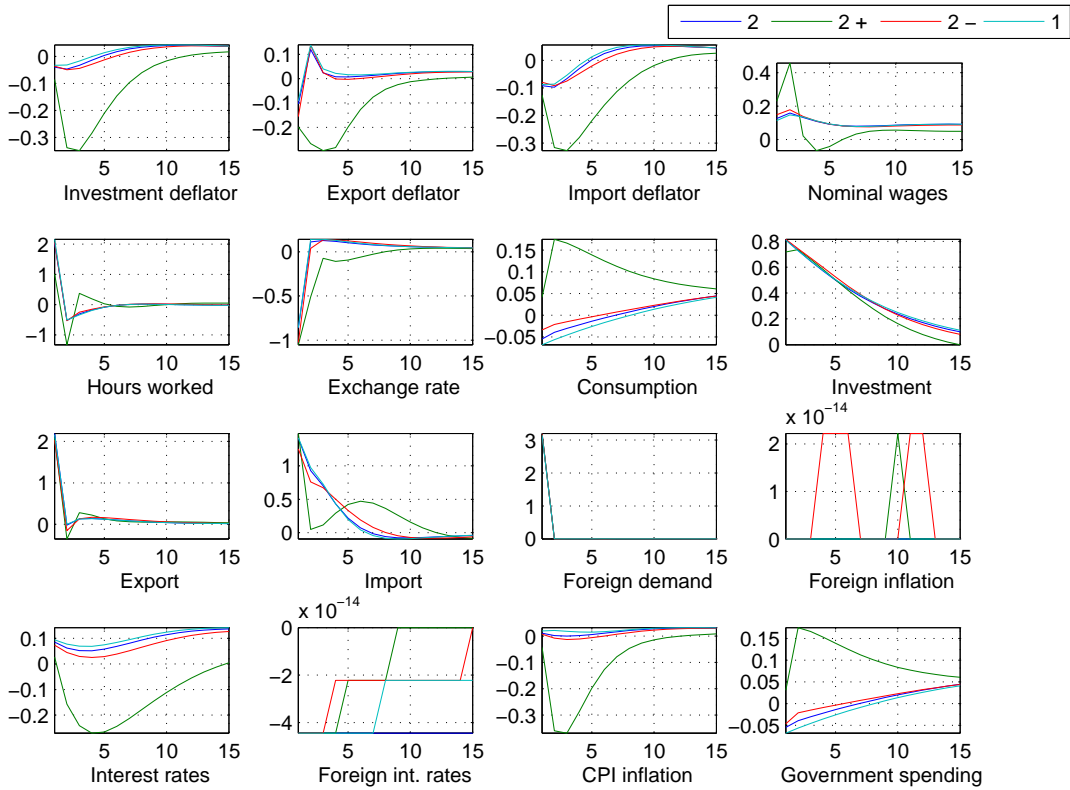 2 2 + 2 − 1
0 −0.1 −0.2 −0.3
5 10 15
Investment deflator
0.1 0 −0.1 −0.2
5 10 15
Export deflator
0 −0.1 −0.2 −0.3
5 10 15
Import deflator
0.4 0.2 0
5 10 15
Nominal wages
2 1 0 −1
5 10 15
Hours worked
0 −0.5 −1
5 10 15
Exchange rate
0.15 0.1 0.05 0 −0.05
5 10 15
Consumption
0.8 0.6 0.4 0.2 0
5 10 15
Investment
2 1 0
5 10 15
Export
1 0.5 0
5 10 15
Import
3 2 1 0
5 10 15
Foreign demand
x 10−14
2 1 0
5 10 15
Foreign inflation
0.1 0 −0.1 −0.2
5 10 15
Interest rates
x 10−14
0 −2 −4
5 10 15
Foreign int. rates
0 −0.1 −0.2 −0.3
5 10 15
CPI inflation
0.15 0.1 0.05 0 −0.05
5 10 15
Government spending